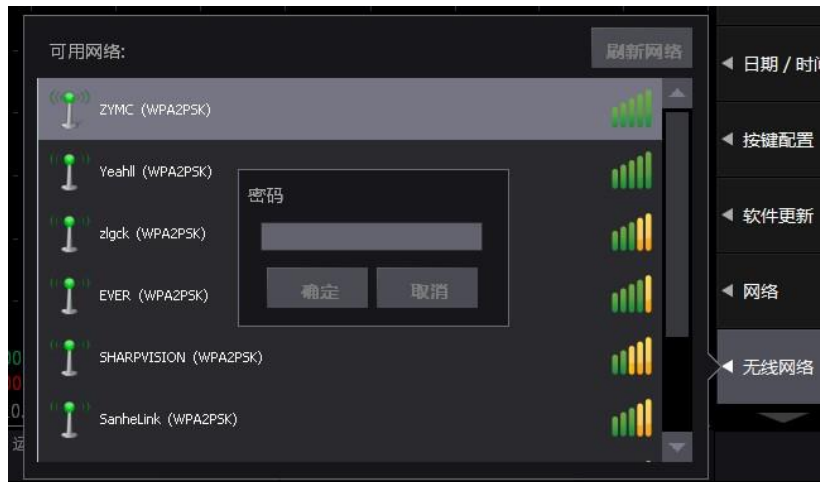 可用网络:
刷新网络
ZYMC (WPA2PSK)
Yeahll (WPA2PSK)
密码
zlgck (WPA2PSK)
确定
取消
EVER (WPA2PSK)
SHARPVISION (WPA2PSK)
SanheLink (WPA2PSK)
日期 / 时间
按键配置
软件更新
网络
无线网络